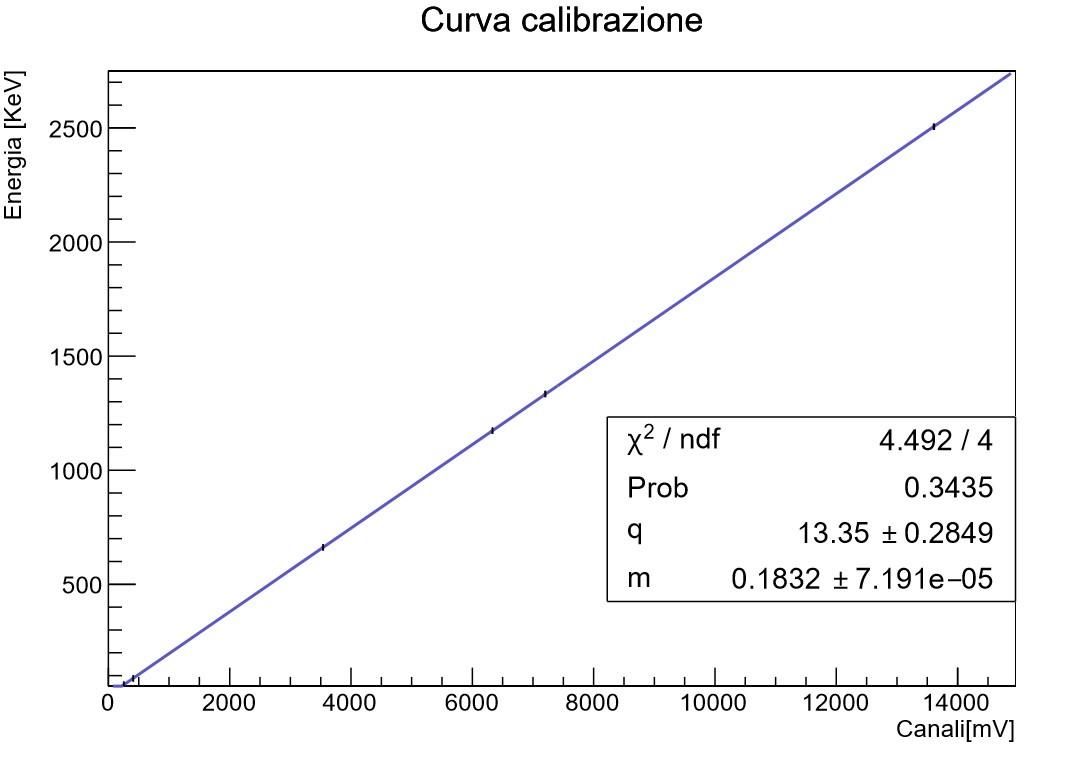 Curva calibrazione
Energia [KeV]
2500
2000
1500
1000
500
χ² / ndf 4.492 / 4
Prob 0.3435
q 13.35 ± 0.2849
m 0.1832 ± 7.191e−05
0 2000 4000 6000 8000 10000 12000 14000
Canali[mV]